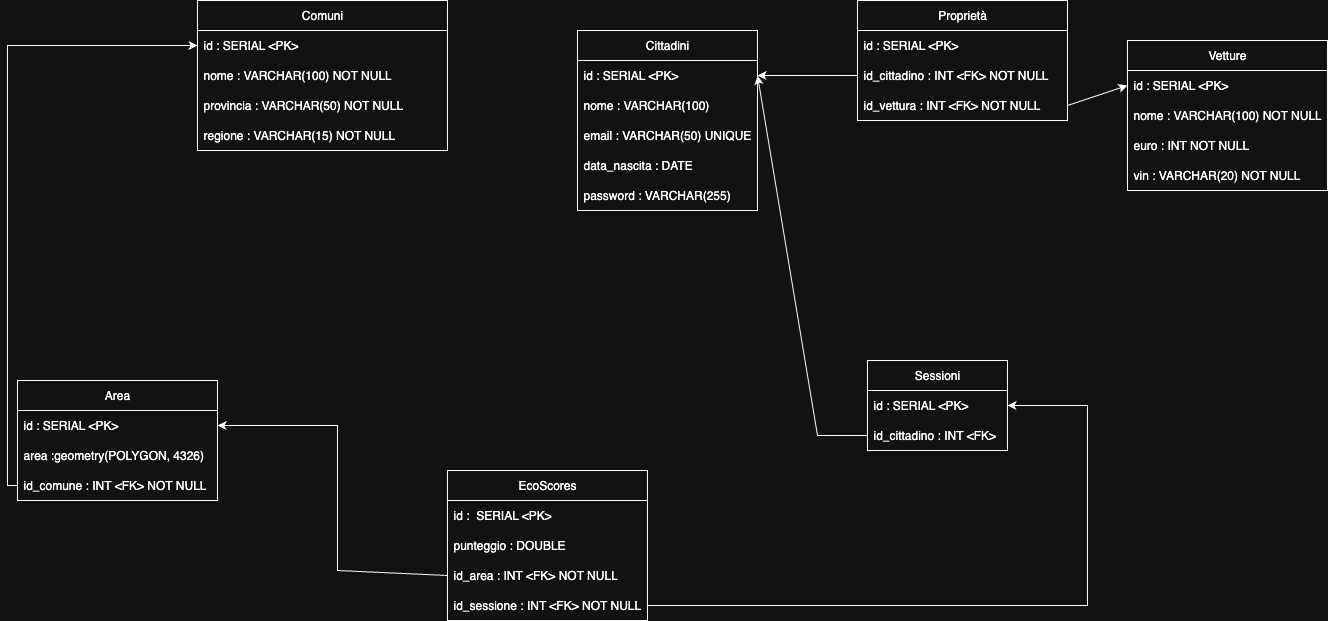 Comuni
id : SERIAL <PK>
nome : VARCHAR(100) NOT NULL
provincia : VARCHAR(50) NOT NULL
regione : VARCHAR(15) NOT NULL
Cittadini
id : SERIAL <PK>
nome : VARCHAR(100)
email : VARCHAR(50) UNIQUE
data_nascita : DATE
password : VARCHAR(255)
Proprietà
id : SERIAL <PK>
id_cittadino : INT <FK> NOT NULL
id_vettura : INT <FK> NOT NULL
Vetture
id : SERIAL <PK>
nome : VARCHAR(100) NOT NULL
euro : INT NOT NULL
vin : VARCHAR(20) NOT NULL
Area
id : SERIAL <PK>
area :geometry(POLYGON, 4326)
id_comune : INT <FK> NOT NULL
EcoScores
id :  SERIAL <PK>
punteggio : DOUBLE
id_area : INT <FK> NOT NULL
id_sessione : INT <FK> NOT NULL
Sessioni
id : SERIAL <PK>
id_cittadino : INT <FK>